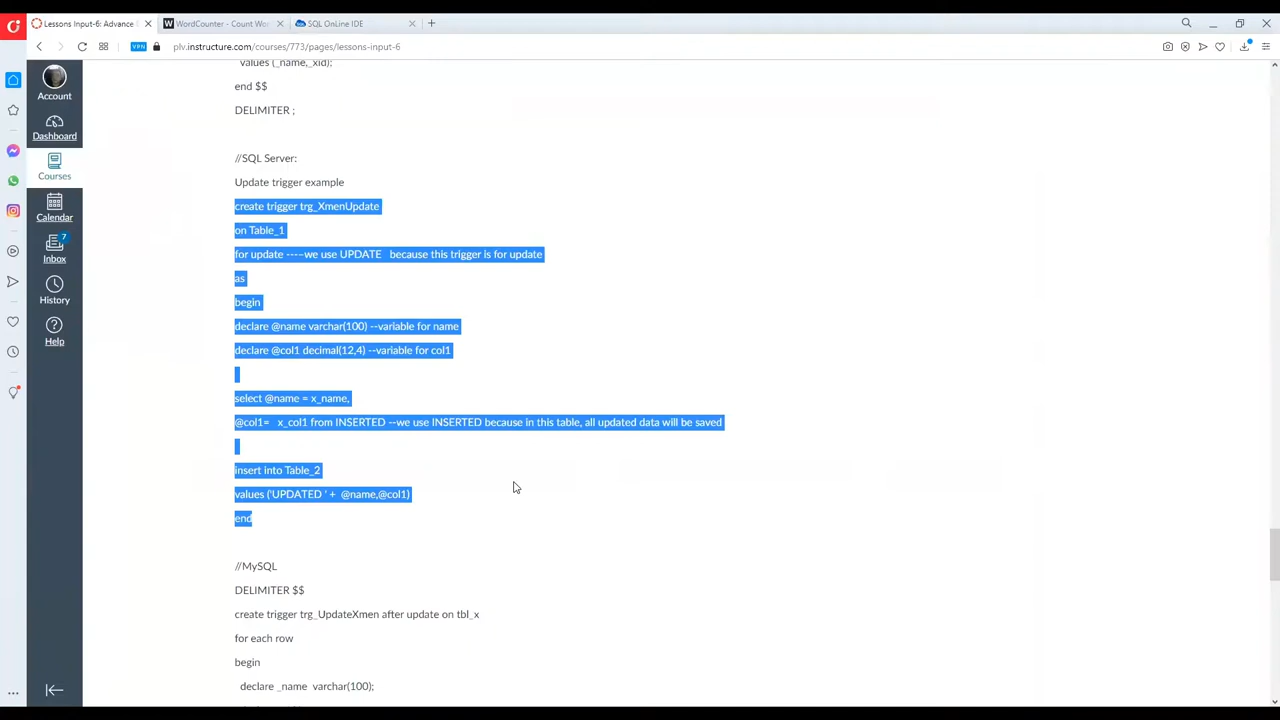 Lessons Input-6: Advance
WordCounter - Count Wo
SQL OnLine IDE
VPN
plv.instructure.com/courses/773/pages/lessons-input-6
Account
Dashboard
Courses
Calendar
7
Inbox
History
Help
values (_name,_xid);
end $$
DELIMITER ;
//SQL Server:
Update trigger example
create trigger trg_XmenUpdate
on Table_1
for update ----we use UPDATE   because this trigger is for update
as
begin
declare @name varchar(100) --variable for name
declare @col1 decimal(12,4) --variable for col1
select @name = x_name,
@col1=   x_col1 from INSERTED --we use INSERTED because in this table, all updated data will be saved
insert into Table_2
values ('UPDATED ' +  @name,@col1)
end
//MySQL
DELIMITER $$
create trigger trg_UpdateXmen after update on tbl_x
for each row
begin
declare _name  varchar(100);